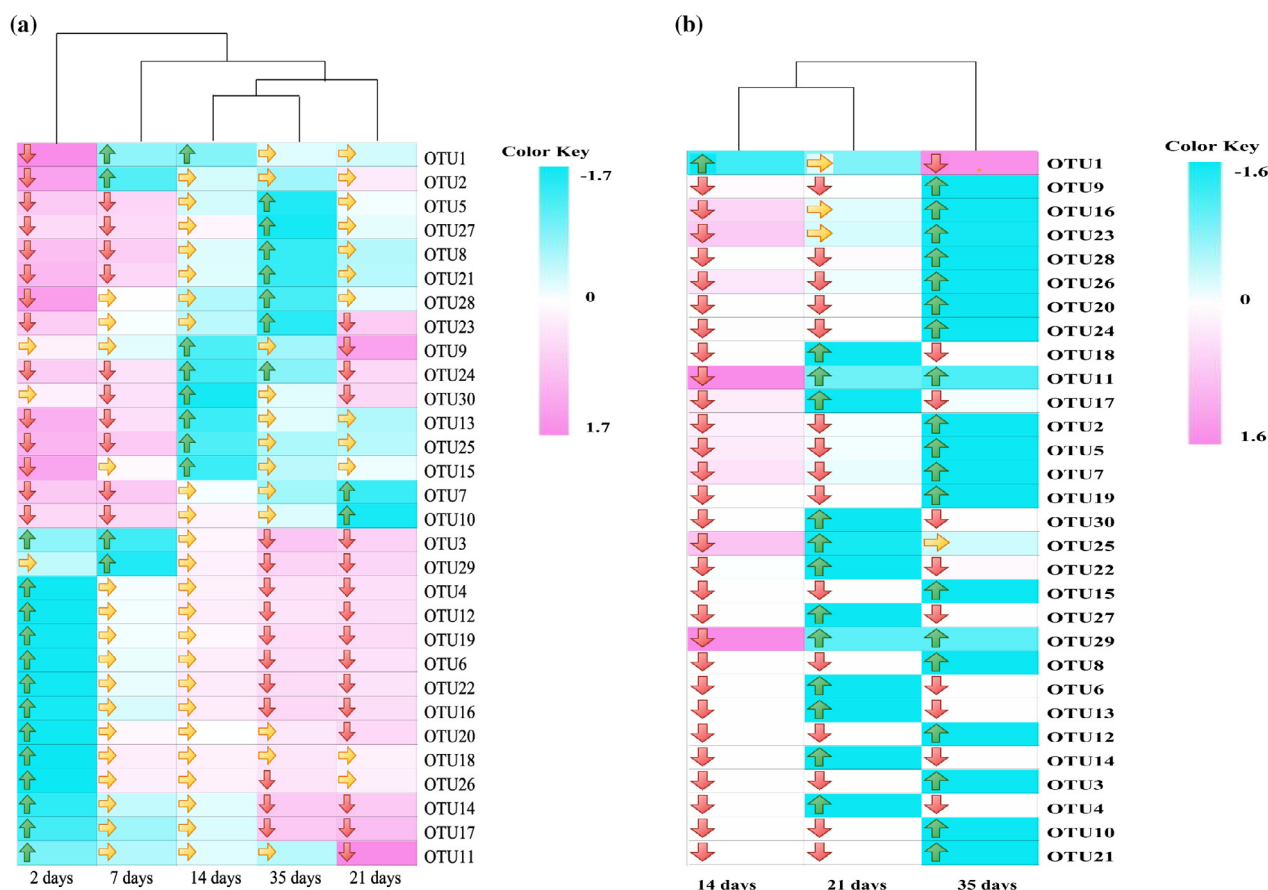 (a)
OTU1
OTU2
OTU5
OTU27
OTU8
OTU21
OTU28
OTU23
OTU9
OTU24
OTU30
OTU13
OTU25
OTU15
OTU7
OTU10
OTU3
OTU29
OTU4
OTU12
OTU19
OTU6
OTU22
OTU16
OTU20
OTU18
OTU26
OTU14
OTU17
OTU11
2 days 7 days 14 days 35 days 21 days
Color Key
-1.7
0
1.7
(b)
OTU1
OTU9
OTU16
OTU23
OTU28
OTU26
OTU20
OTU24
OTU18
OTU11
OTU17
OTU2
OTU5
OTU7
OTU19
OTU30
OTU25
OTU22
OTU15
OTU27
OTU29
OTU8
OTU6
OTU13
OTU12
OTU14
OTU3
OTU4
OTU10
OTU21
14 days 21 days 35 days
Color Key
-1.6
0
1.6